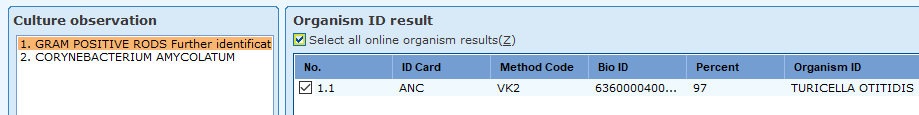 Culture observation
1. GRAM POSITIVE RODS Further identificat
2. CORYNEBACTERIUM AMYCOLATUM
Organism ID result
Select all online organism results(Z)
No. ID Card Method Code Bio ID Percent Organism ID
1.1 ANC VK2 6360000400... 97 TURICELLA OTITIDIS